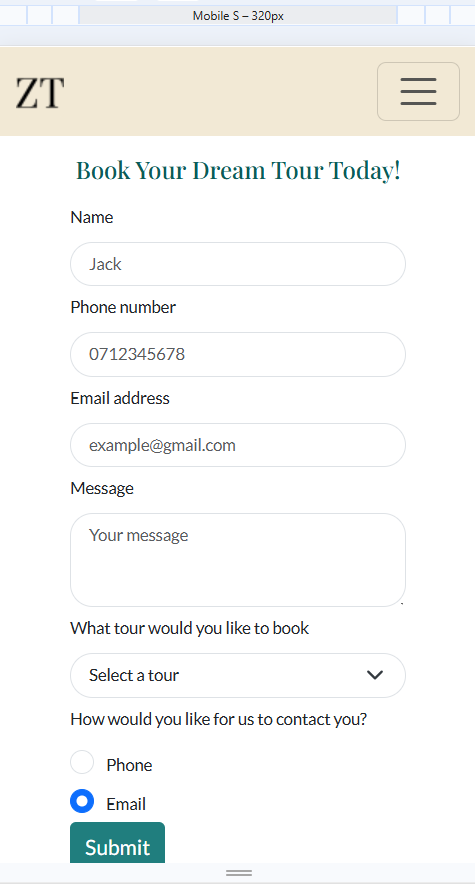 Mobile S – 320px
ZT
Book Your Dream Tour Today!
Name
Jack
Phone number
0712345678
Email address
example@gmail.com
Message
Your message
What tour would you like to book
Select a tour
How would you like for us to contact you?
Phone
Email
Submit